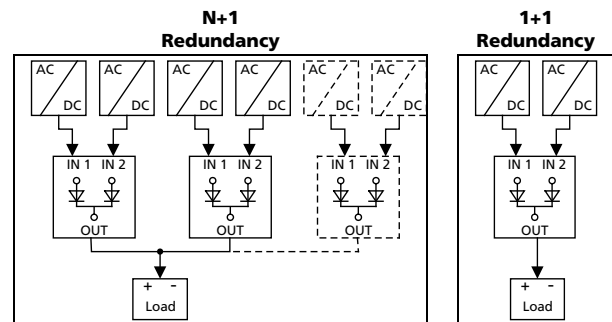 N+1
Redundancy
1+1
Redundancy
AC
DC
AC
DC
AC
DC
AC
DC
AC
DC
AC
DC
AC
DC
AC
DC
IN 1 IN 2
IN 1 IN 2
IN 1 IN 2
IN 1 IN 2
OUT
OUT
OUT
OUT
+ -
Load
+ -
Load